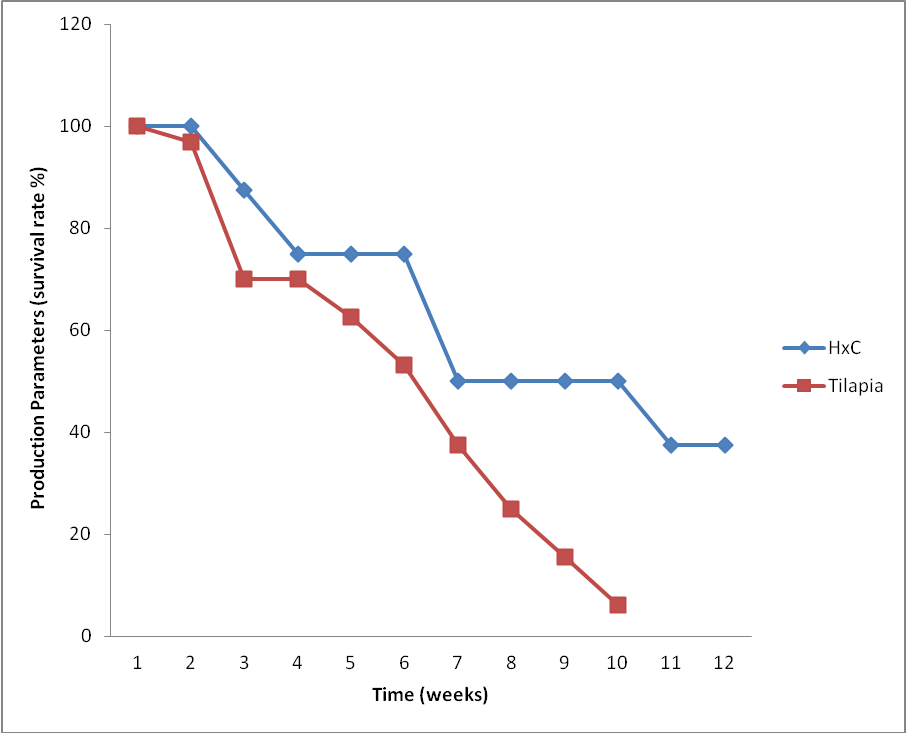 120
100
80
60
40
20
0
Production Parameters (survival rate %)
1 2 3 4 5 6 7 8 9 10 11 12
Time (weeks)
HxC
Tilapia